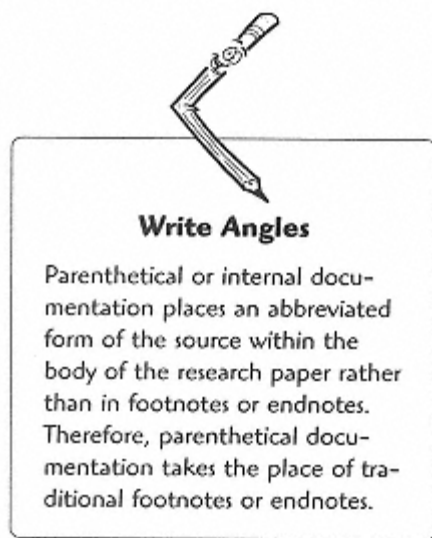 Write Angles
Parenthetical or internal docu-
mentation places an abbreviated
form of the source within the
body of the research paper rather
than in footnotes or endnotes.
Therefore, parenthetical docu-
mentation takes the place of tra-
ditional footnotes or endnotes.